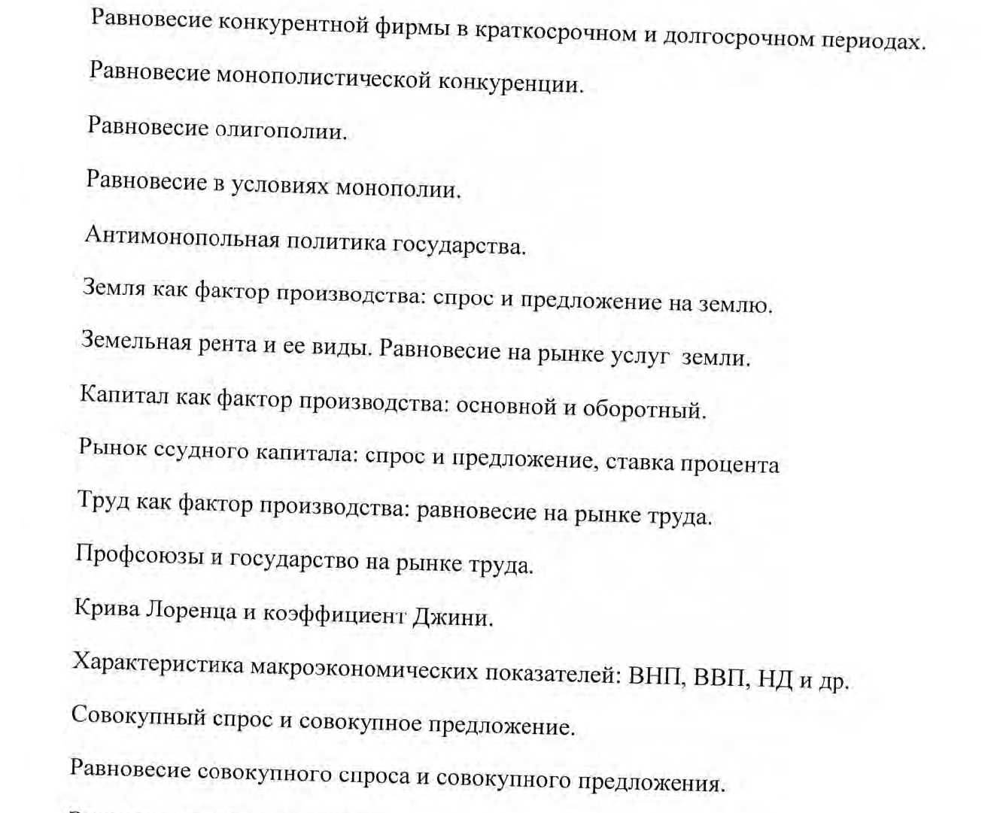 Равновесие конкурентной фирмы в краткосрочном и долгосрочном периодах.
Равновесие монополистической конкуренции.
Равновесие олигополии.
Равновесие в условиях монополии.
Антимонопольная политика государства.
Земля как фактор производства: спрос и предложение на землю.
Земельная рента и ее виды. Равновесие на рынке услуг земли.
Капитал как фактор производства: основной и оборотный.
Рынок ссудного капитала: спрос и предложение, ставка процента
Труд как фактор производства: равновесие на рынке труда.
Профсоюзы и государство на рынке труда.
Крива Лоренца и коэффициент Джини.
Характеристика макроэкономических показателей: ВНП, ВВП, НД и др.
Совокупный спрос и совокупное предложение.
Равновесие совокупного спроса и совокупного предложения.